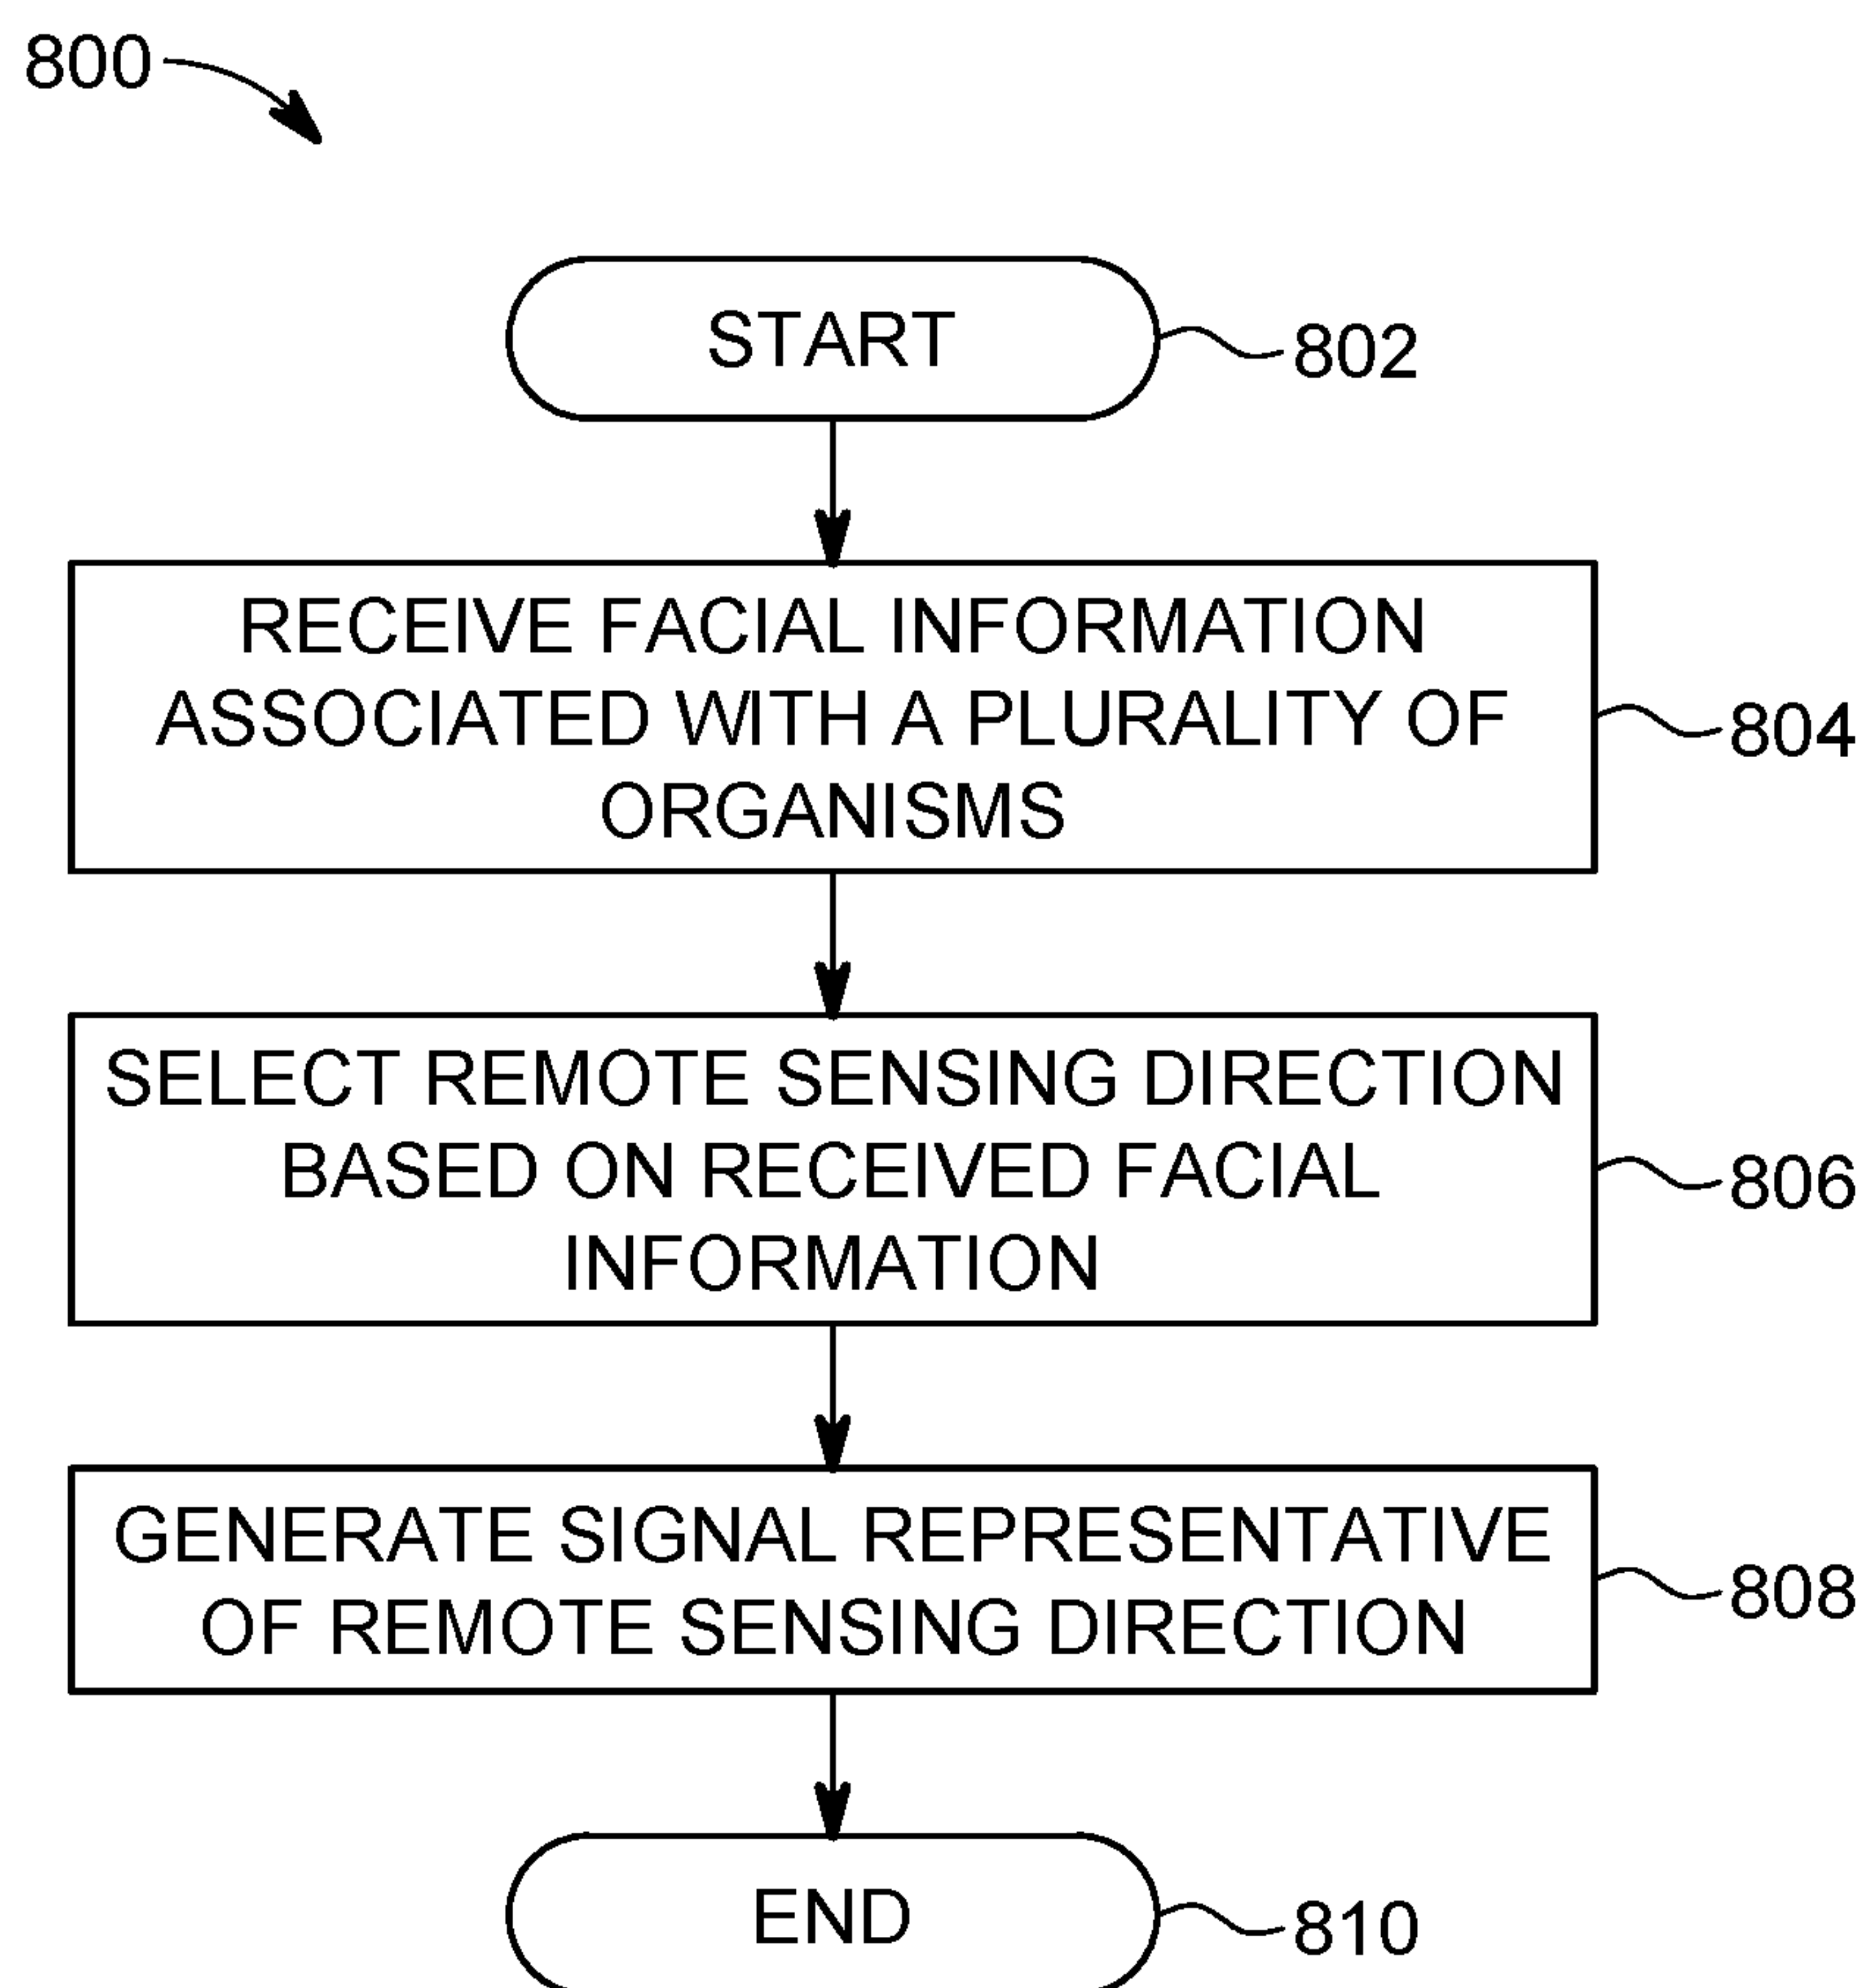 800
START
802
RECEIVE FACIAL INFORMATION
ASSOCIATED WITH A PLURALITY OF
ORGANISMS
804
SELECT REMOTE SENSING DIRECTION
BASED ON RECEIVED FACIAL
INFORMATION
806
GENERATE SIGNAL REPRESENTATIVE
OF REMOTE SENSING DIRECTION
808
END
810